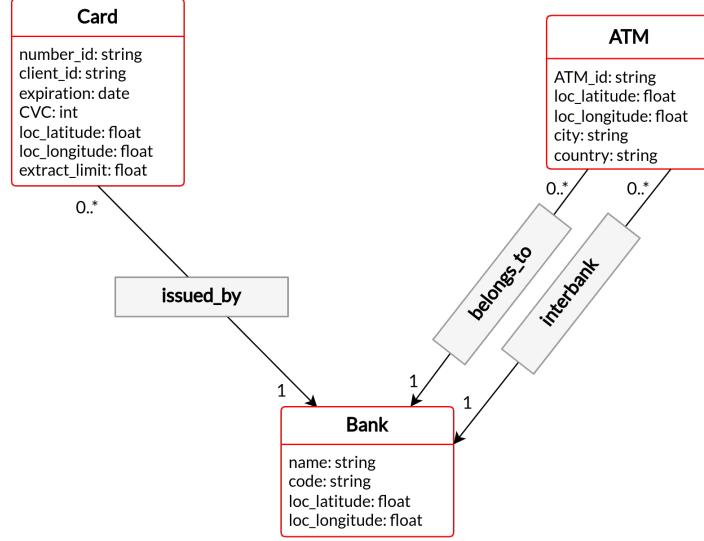 Card
number_id: string
client_id: string
expiration: date
CVC: int
loc_latitude: float
loc_longitude: float
extract_limit: float
ATM
ATM_id: string
loc_latitude: float
loc_longitude: float
city: string
country: string
0..*
0..*
0..*
issued_by
belongs_to
interbank
1
1
1
Bank
name: string
code: string
loc_latitude: float
loc_longitude: float